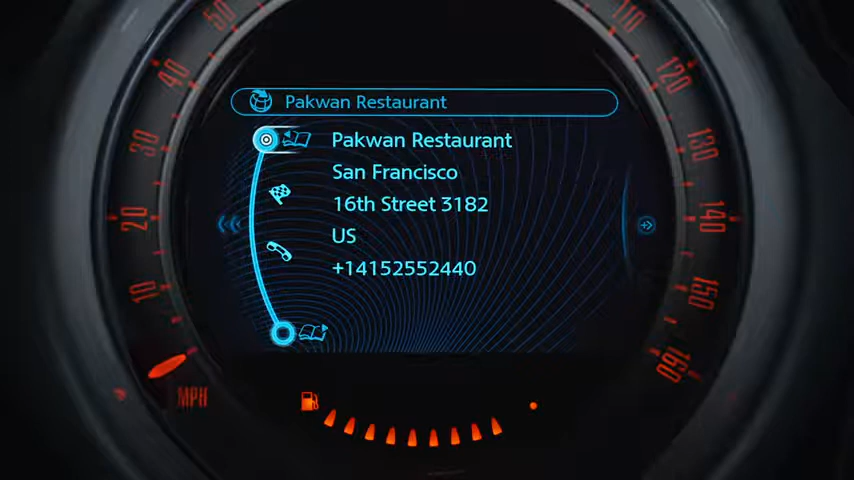 Pakwan Restaurant
Pakwan Restaurant
San Francisco
16th Street 3182
US
+14152552440
50
40
30
20
10
MPH
110
120
130
140
150
160